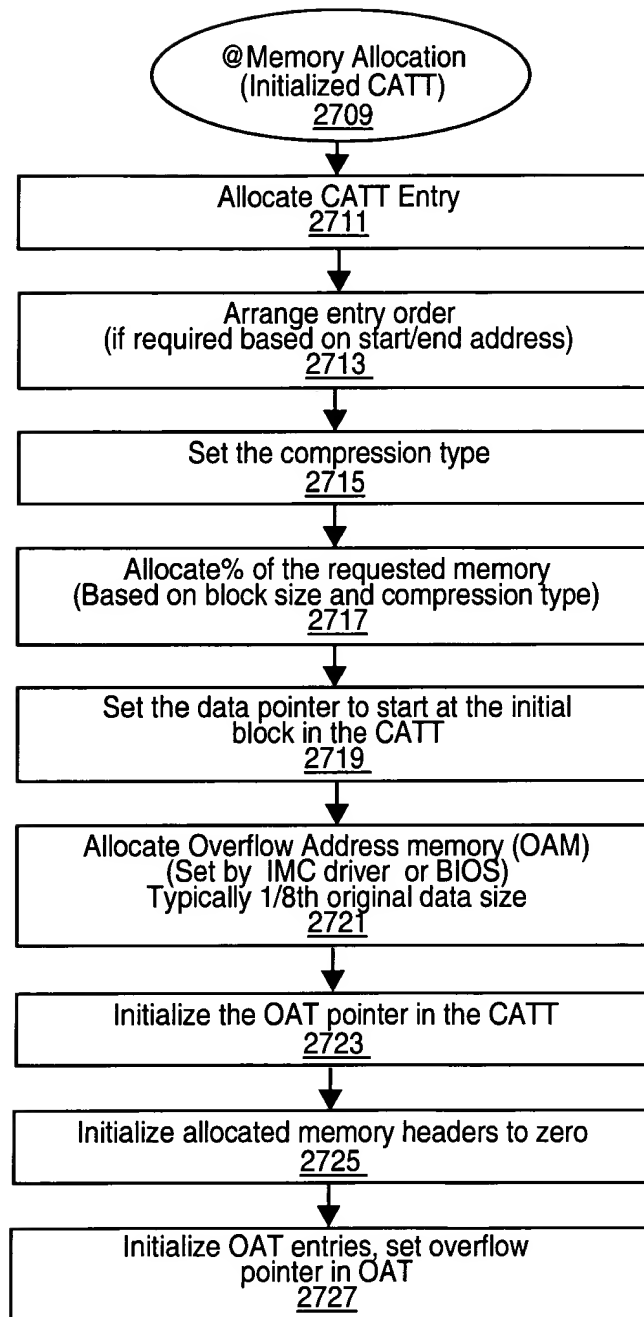 @Memory Allocation
(Initialized CATT)
2709
Allocate CATT Entry
2711
Arrange entry order
(if required based on start/end address)
2713
Set the compression type
2715
Allocate% of the requested memory
(Based on block size and compression type)
2717
Set the data pointer to start at the initial
block in the CATT
2719
Allocate Overflow Address memory (OAM)
(Set by IMC driver or BIOS)
Typically 1/8th original data size
2721
Initialize the OAT pointer in the CATT
2723
Initialize allocated memory headers to zero
2725
Initialize OAT entries, set overflow
pointer in OAT
2727